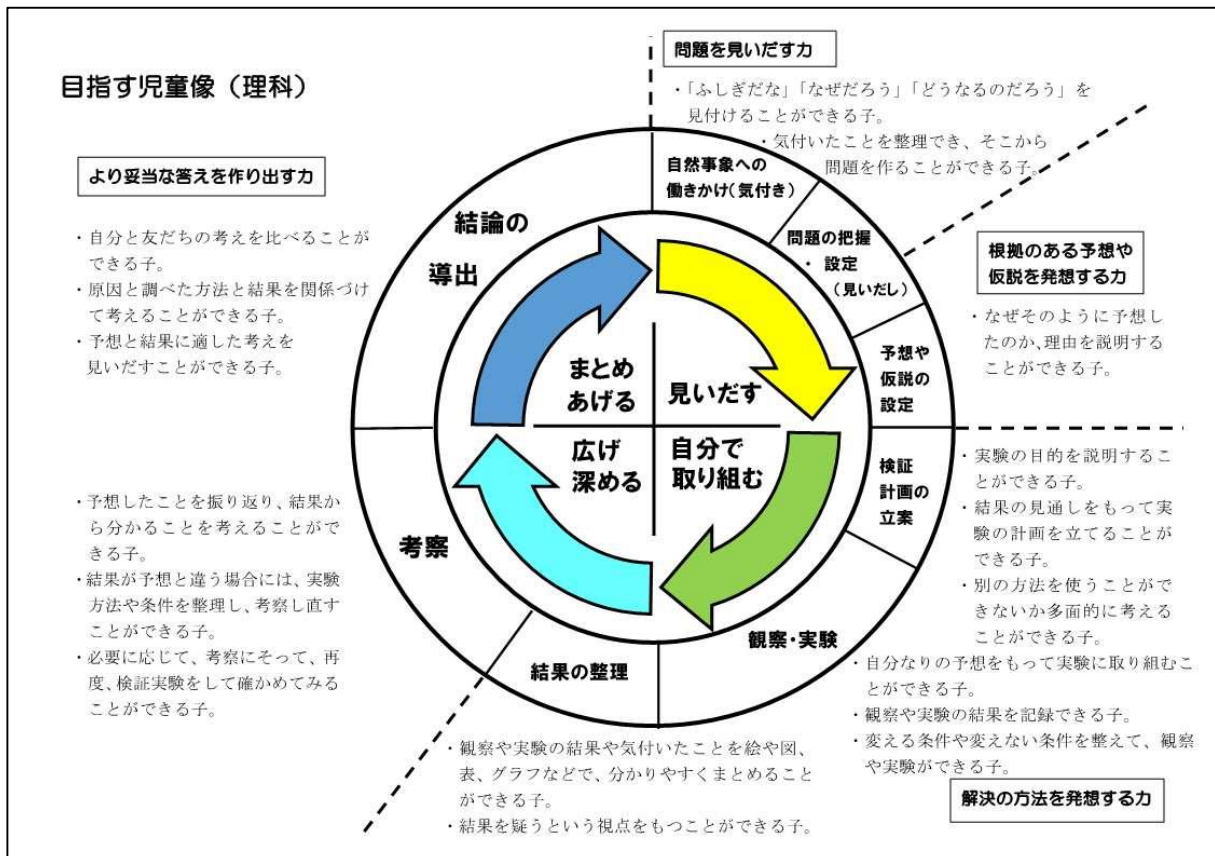 目指す児童像（理科）
問題を見いだす力
・「ふしぎだな」「なぜだろう」「どうなるのだろう」を
見付けることができる子。
・気付いたことを整理でき、そこから
問題を作ることができる子。
自然事象への
働きかけ（気付き）
問題の把握
・設定
（見いだし）
根拠のある予想や
仮説を発想する力
・なぜそのように予想し
たのか、理由を説明する
ことができる子。
予想や
仮説の
設定
検証
計画の
立案
・実験の目的を説明するこ
とができる子。
・結果の見通しをもって実
験の計画を立てることが
できる子。
・別の方法を使うことがで
きないか多面的に考える
ことができる子。
観察・実験
・自分なりの予想をもって実験に取り組むこ
とができる子。
・観察や実験の結果を記録できる子。
・変える条件や変えない条件を整えて、観察
や実験ができる子。
解決の方法を発想する力
結果の整理
・観察や実験の結果や気付いたことを絵や図、
表、グラフなどで、分かりやすくまとめること
ができる子。
・結果を疑うという視点をもつことができる子。
考察
・予想したことを振り返り、結果か
ら分かることを考えることがで
きる子。
・結果が予想と違う場合には、実験
方法や条件を整理し、考察し直す
ことができる子。
・必要に応じて、考察にそって、再
度、検証実験をして確かめてみる
ことができる子。
より妥当な答えを作り出す力
・自分と友だちの考えを比べることが
できる子。
・原因と調べた方法と結果を関係づけ
て考えることができる子。
・予想と結果に適した考えを
見いだすことができる子。
結論の
導出
まとめ
あげる
見いだす
広げ
深める
自分で
取り組む